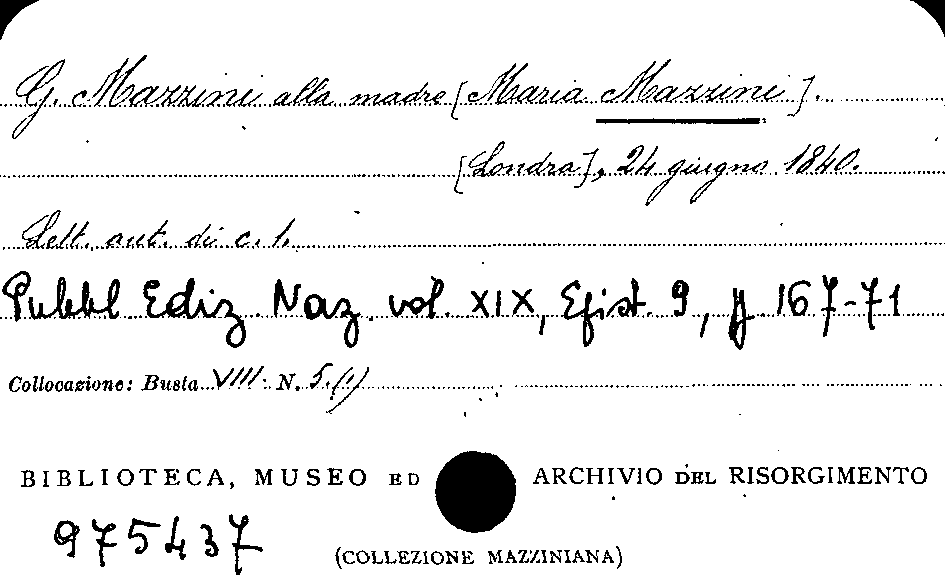 G. Mazzini alla madre [Maria Mazzini].
[Londra], 24 giugno 1840.
Lett. aut. di c. 1.
Pubbl Ediz. Naz. vol. XIX, Epist. 9, pp. 167-71
Collocazione: Busta VIII. N. 5.(1)
BIBLIOTECA, MUSEO ED ARCHIVIO DEL RISORGIMENTO
975437
(COLLEZIONE MAZZINIANA)